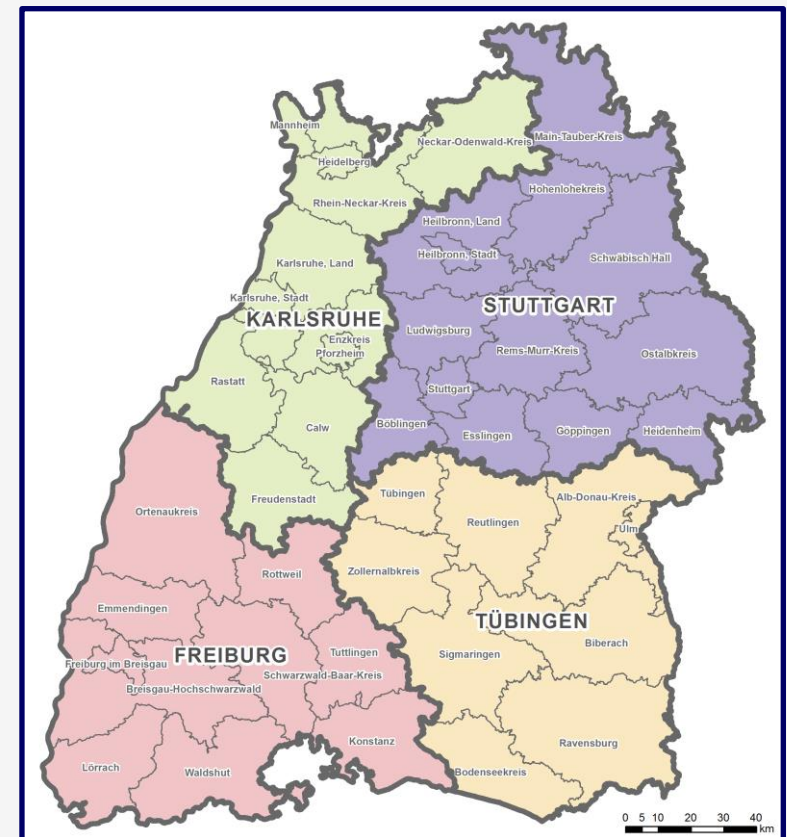 Mannheim
Neckar-Odenwald-Kreis
Main-Tauber-Kreis
Heidelberg
Hohenlohekreis
Rhein-Neckar-Kreis
Heilbronn, Land
Heilbronn, Stadt
Schwäbisch Hall
Karlsruhe, Land
Karlsruhe, Stadt
KARLSRUHE
STUTTGART
Ludwigsburg
Enzkreis
Pforzheim
Rems-Murr-Kreis
Ostalbkreis
Rastatt
Stuttgart
Calw
Böblingen
Esslingen
Göppingen
Heidenheim
Freudenstadt
Tübingen
Alb-Donau-Kreis
Ortenaukreis
Reutlingen
Ulm
Rottweil
Zollernalbkreis
Emmendingen
TÜBINGEN
Biberach
FREIBURG
Tuttlingen
Sigmaringen
Freiburg im Breisgau
Schwarzwald-Baar-Kreis
Breisgau-Hochschwarzwald
Konstanz
Ravensburg
Lörrach
Waldshut
Bodenseekreis
0 5 10 20 30 40
km